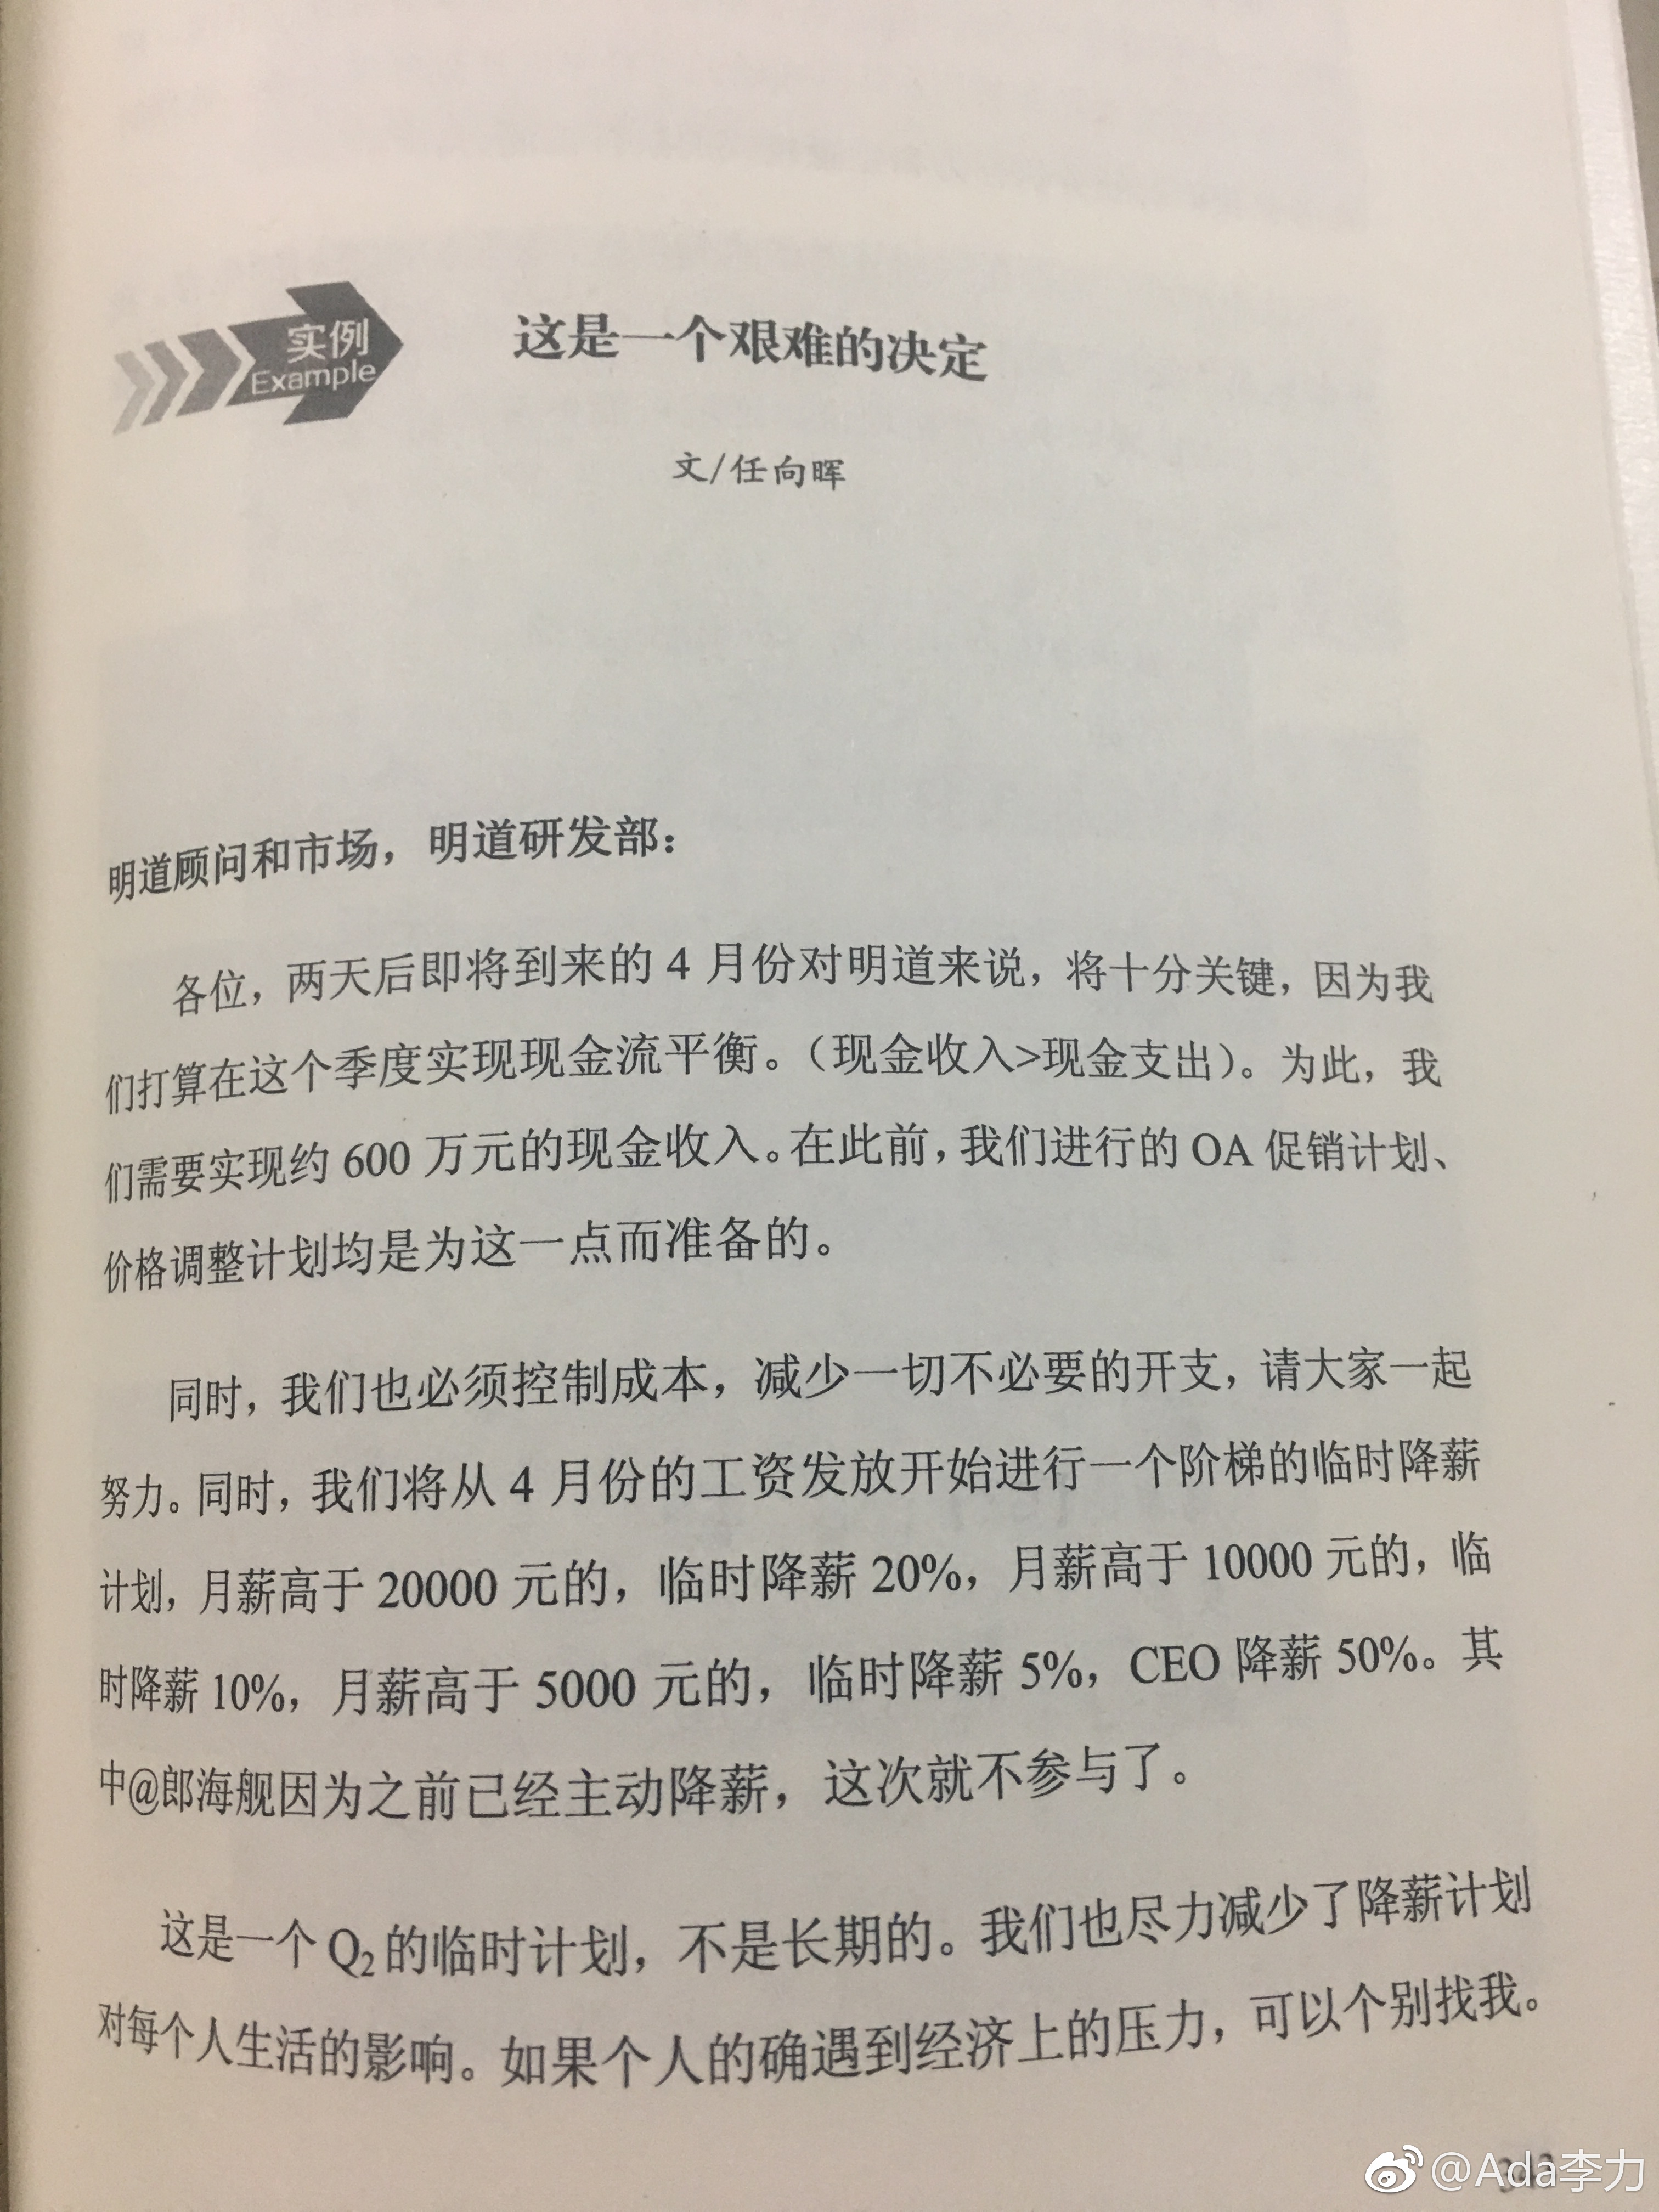 实例
Example
这是一个艰难的决定
文/任向晖
明道顾问和市场，明道研发部：
各位，两天后即将到来的 4 月份对明道来说，将十分关键，因为我
们打算在这个季度实现现金流平衡。（现金收入>现金支出）。为此，我
们需要实现约 600 万元的现金收入。在此前，我们进行的 OA 促销计划、
价格调整计划均是为这一点而准备的。
同时，我们也必须控制成本，减少一切不必要的开支，请大家一起
努力。同时，我们将从 4 月份的工资发放开始进行一个阶梯的临时降薪
计划，月薪高于 20000 元的，临时降薪 20%，月薪高于 10000 元的，临
时降薪 10%，月薪高于 5000 元的，临时降薪 5%，CEO 降薪 50%。其
中@郎海舰因为之前已经主动降薪，这次就不参与了。
这是一个 Q2 的临时计划，不是长期的。我们也尽力减少了降薪计划
对每个人生活的影响。如果个人的确遇到经济上的压力，可以个别找我。
@Ada李力